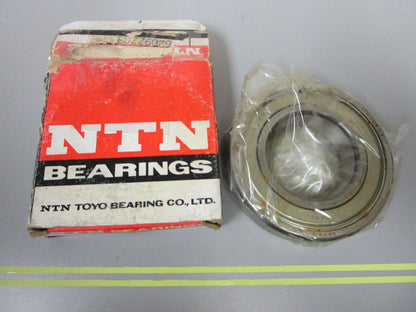 NTN
BEARINGS
NTN TOYO BEARING CO., LTD.